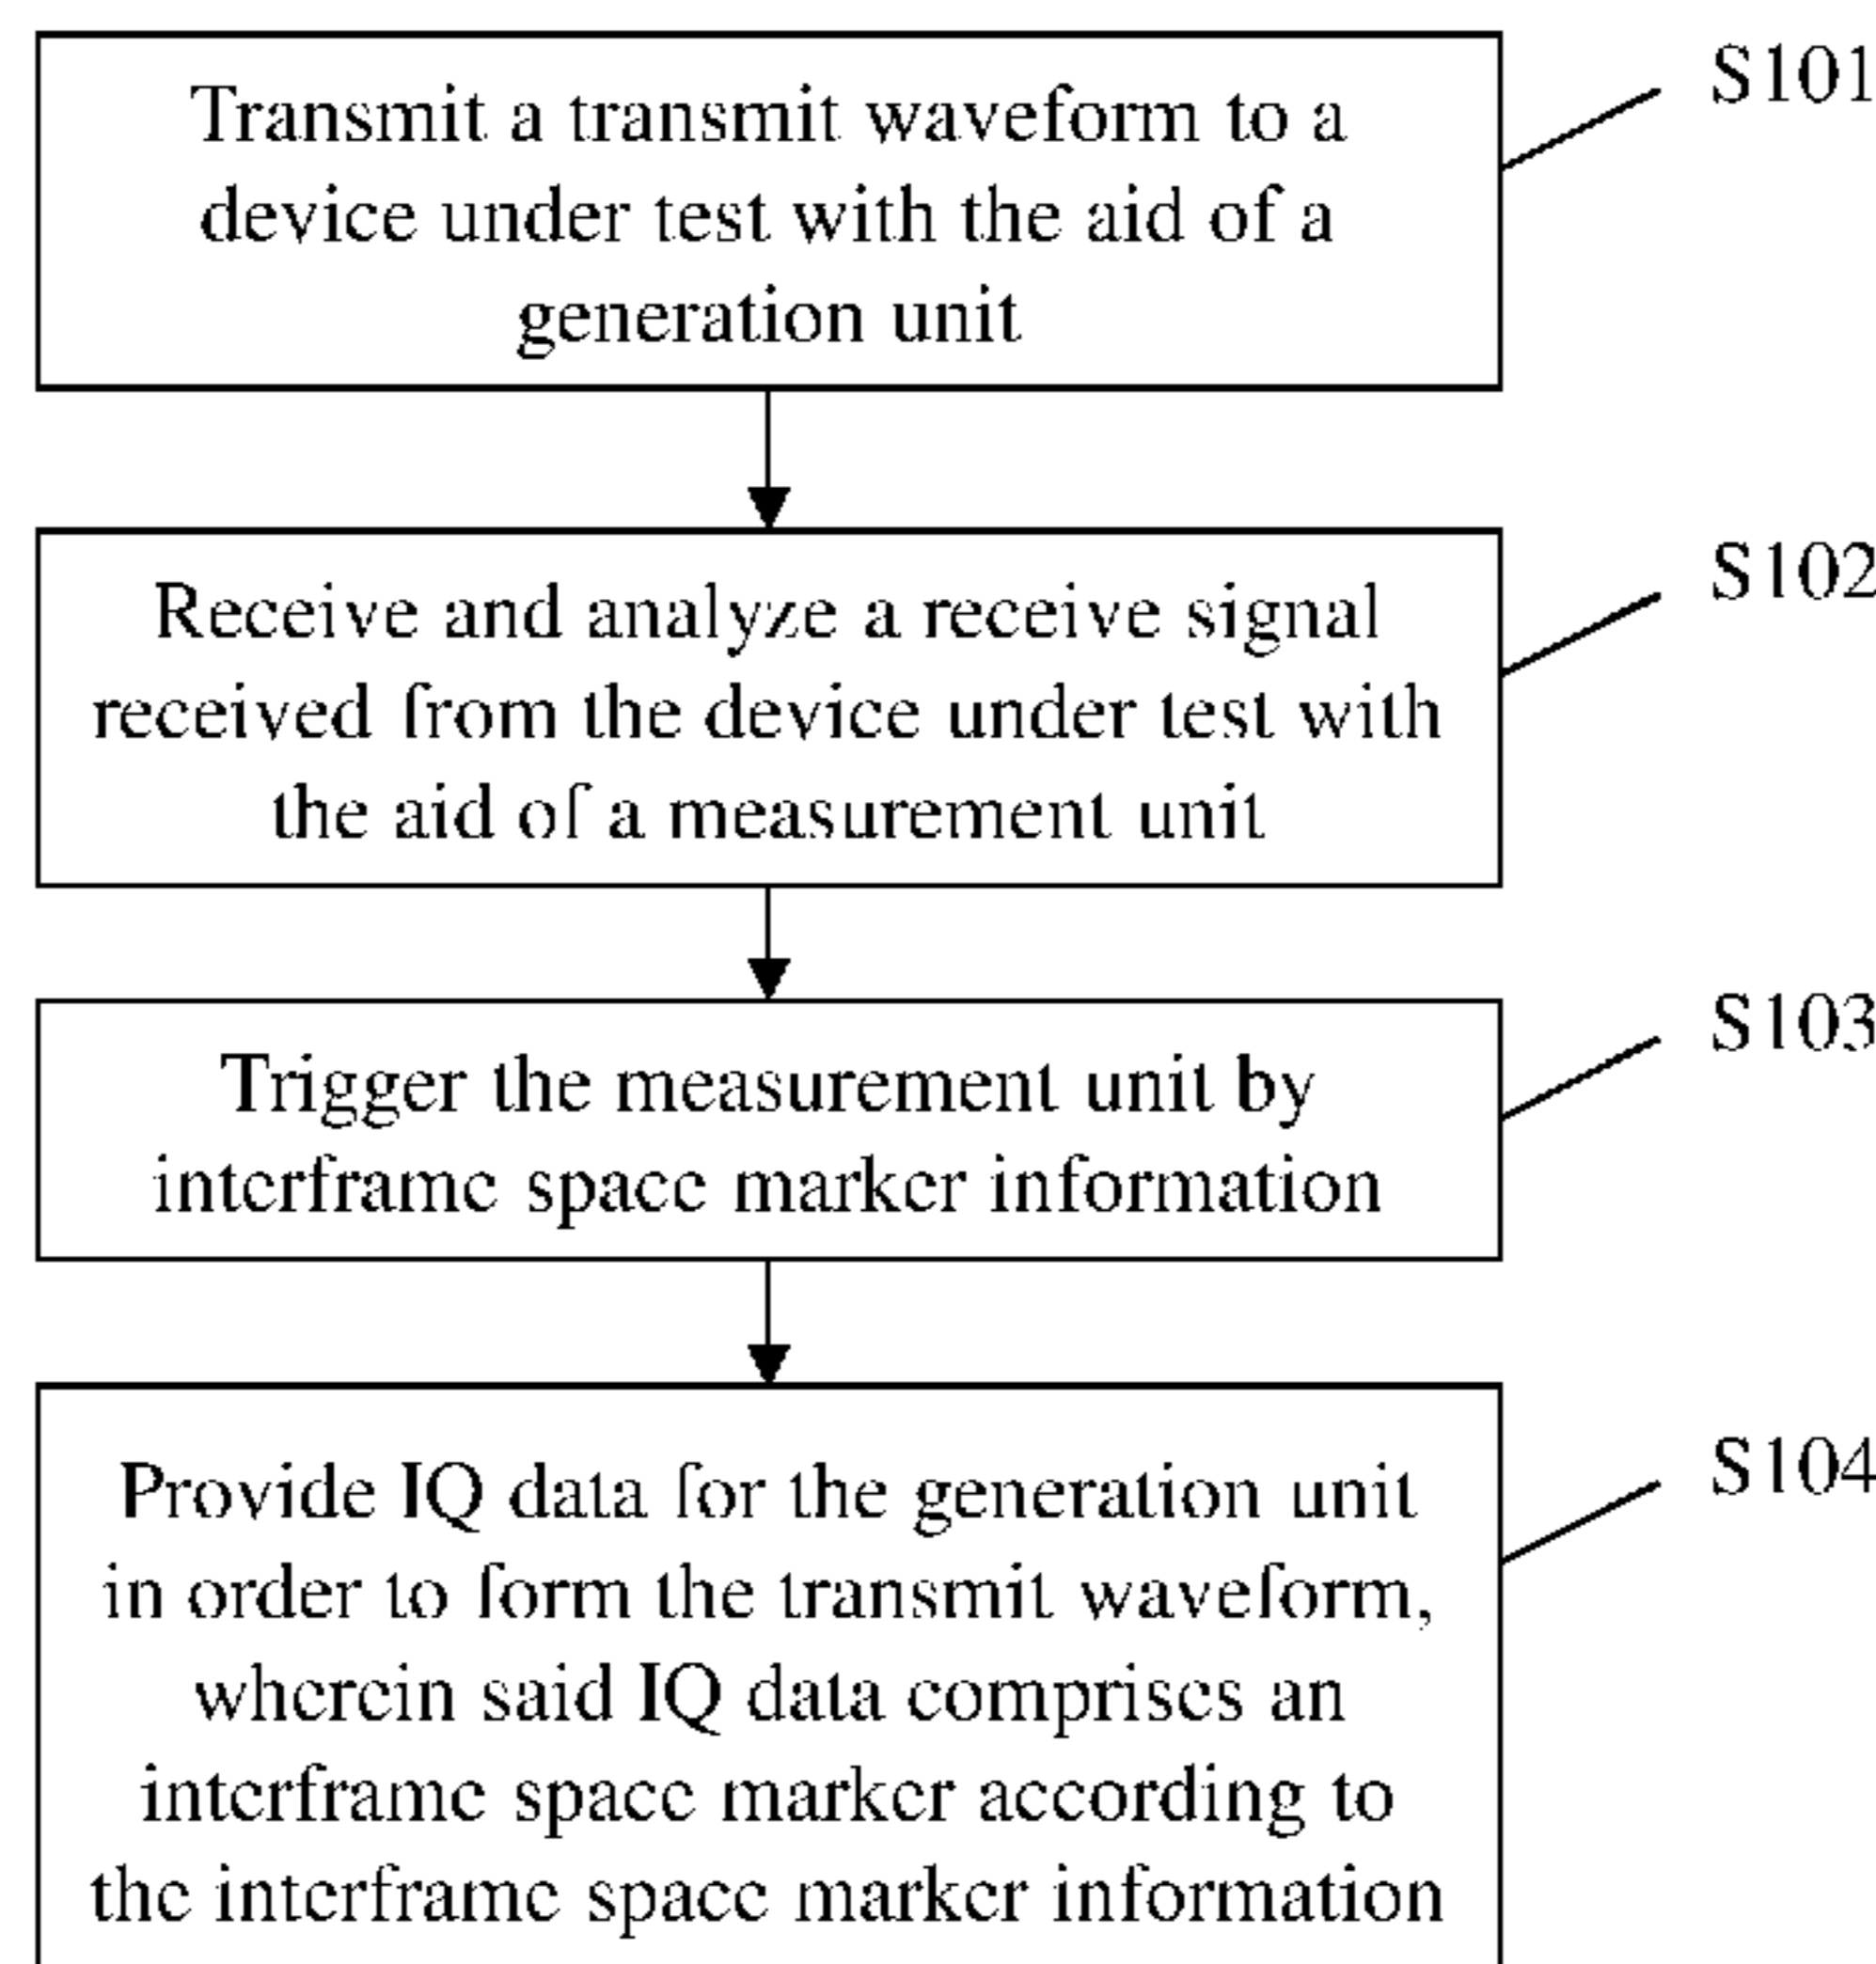 Transmit a transmit waveform to a
device under test with the aid of a
generation unit
S101
Receive and analyze a receive signal
received from the device under test with
the aid of a measurement unit
S102
Trigger the measurement unit by
interframe space marker information
S103
Provide IQ data for the generation unit
in order to form the transmit waveform,
wherein said IQ data comprises an
interframe space marker according to
the interframe space marker information
S104